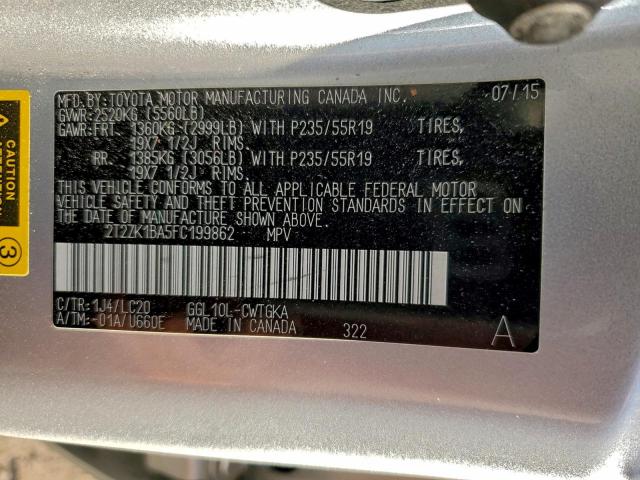 MFD.BY:TOYOTA MOTOR MANUFACTURING CANADA INC. 07/15
GVWR:2520KG (5560LB)
GAWR:FRT. 1360KG-(2999LB) WITH P235/55R19 TIRES,
19X7 1/2J RIMS.
RR. 1385KG (3056LB) WITH P235/55R19 TIRES,
19X7 1/2J RIMS.
THIS VEHICLE CONFORMS TO ALL APPLICABLE FEDERAL MOTOR
VEHICLE SAFETY AND THEFT PREVENTION STANDARDS IN EFFECT ON
THE DATE OF MANUFACTURE SHOWN ABOVE.
2T2ZK1BA5FC199862 MPV
C/TR:1J4/LC20 GGL10L-CWTGKA
A/TM:-01A/U660E MADE IN CANADA 322 A
CAUTION
3